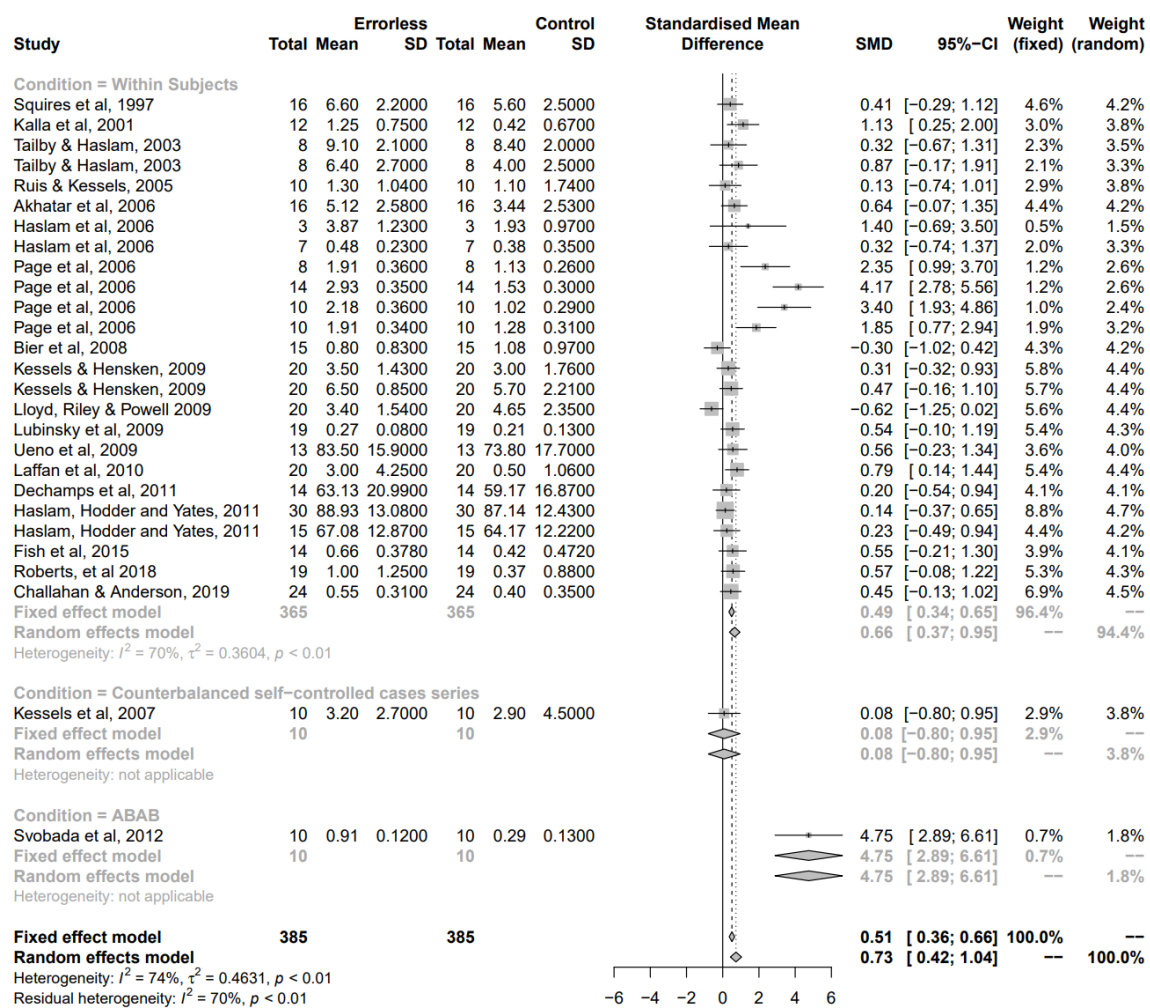 Errorless Control Standardised Mean Weight Weight
Study Total Mean SD Total Mean SD Difference SMD 95%−CI (fixed) (random)
Condition = Within Subjects
Squires et al, 1997 16 6.60 2.2000 16 5.60 2.5000 0.41 [−0.29; 1.12] 4.6% 4.2%
Kalla et al, 2001 12 1.25 0.7500 12 0.42 0.6700 1.13 [ 0.25; 2.00] 3.0% 3.8%
Tailby & Haslam, 2003 8 9.10 2.1000 8 8.40 2.0000 0.32 [−0.67; 1.31] 2.3% 3.5%
Tailby & Haslam, 2003 8 6.40 2.7000 8 4.00 2.5000 0.87 [−0.17; 1.91] 2.1% 3.3%
Ruis & Kessels, 2005 10 1.30 1.0400 10 1.10 1.7400 0.13 [−0.74; 1.01] 2.9% 3.8%
Akhatar et al, 2006 16 5.12 2.5800 16 3.44 2.5300 0.64 [−0.07; 1.35] 4.4% 4.2%
Haslam et al, 2006 3 3.87 1.2300 3 1.93 0.9700 1.40 [−0.69; 3.50] 0.5% 1.5%
Haslam et al, 2006 7 0.48 0.2300 7 0.38 0.3500 0.32 [−0.74; 1.37] 2.0% 3.3%
Page et al, 2006 8 1.91 0.3600 8 1.13 0.2600 2.35 [ 0.99; 3.70] 1.2% 2.6%
Page et al, 2006 14 2.93 0.3500 14 1.53 0.3000 4.17 [ 2.78; 5.56] 1.2% 2.6%
Page et al, 2006 10 2.18 0.3600 10 1.02 0.2900 3.40 [ 1.93; 4.86] 1.0% 2.4%
Page et al, 2006 10 1.91 0.3400 10 1.28 0.3100 1.85 [ 0.77; 2.94] 1.9% 3.2%
Bier et al, 2008 15 0.80 0.8300 15 1.08 0.9700 −0.30 [−1.02; 0.42] 4.3% 4.2%
Kessels & Hensken, 2009 20 3.50 1.4300 20 3.00 1.7600 0.31 [−0.32; 0.93] 5.8% 4.4%
Kessels & Hensken, 2009 20 6.50 0.8500 20 5.70 2.2100 0.47 [−0.16; 1.10] 5.7% 4.4%
Lloyd, Riley & Powell 2009 20 3.40 1.5400 20 4.65 2.3500 −0.62 [−1.25; 0.02] 5.6% 4.4%
Lubinsky et al, 2009 19 0.27 0.0800 19 0.21 0.1300 0.54 [−0.10; 1.19] 5.4% 4.3%
Ueno et al, 2009 13 83.50 15.9000 13 73.80 17.7000 0.56 [−0.23; 1.34] 3.6% 4.0%
Laffan et al, 2010 20 3.00 4.2500 20 0.50 1.0600 0.79 [ 0.14; 1.44] 5.4% 4.4%
Dechamps et al, 2011 14 63.13 20.9900 14 59.17 16.8700 0.20 [−0.54; 0.94] 4.1% 4.1%
Haslam, Hodder and Yates, 2011 30 88.93 13.0800 30 87.14 12.4300 0.14 [−0.37; 0.65] 8.8% 4.7%
Haslam, Hodder and Yates, 2011 15 67.08 12.8700 15 64.17 12.2200 0.23 [−0.49; 0.94] 4.4% 4.2%
Fish et al, 2015 14 0.66 0.3780 14 0.42 0.4720 0.55 [−0.21; 1.30] 3.9% 4.1%
Roberts, et al 2018 19 1.00 1.2500 19 0.37 0.8800 0.57 [−0.08; 1.22] 5.3% 4.3%
Challahan & Anderson, 2019 24 0.55 0.3100 24 0.40 0.3500 0.45 [−0.13; 1.02] 6.9% 4.5%
Fixed effect model 365 365 0.49 [ 0.34; 0.65] 96.4% −−
Random effects model 0.66 [ 0.37; 0.95] −− 94.4%
Heterogeneity: I² = 70%, τ² = 0.3604, p < 0.01
Condition = Counterbalanced self−controlled cases series
Kessels et al, 2007 10 3.20 2.7000 10 2.90 4.5000 0.08 [−0.80; 0.95] 2.9% 3.8%
Fixed effect model 10 10 0.08 [−0.80; 0.95] 2.9% −−
Random effects model 0.08 [−0.80; 0.95] −− 3.8%
Heterogeneity: not applicable
Condition = ABAB
Svobada et al, 2012 10 0.91 0.1200 10 0.29 0.1300 4.75 [ 2.89; 6.61] 0.7% 1.8%
Fixed effect model 10 10 4.75 [ 2.89; 6.61] 0.7% −−
Random effects model 4.75 [ 2.89; 6.61] −− 1.8%
Heterogeneity: not applicable
Fixed effect model 385 385 0.51 [ 0.36; 0.66] 100.0% −−
Random effects model 0.73 [ 0.42; 1.04] −− 100.0%
Heterogeneity: I² = 74%, τ² = 0.4631, p < 0.01
Residual heterogeneity: I² = 70%, p < 0.01
−6 −4 −2 0 2 4 6